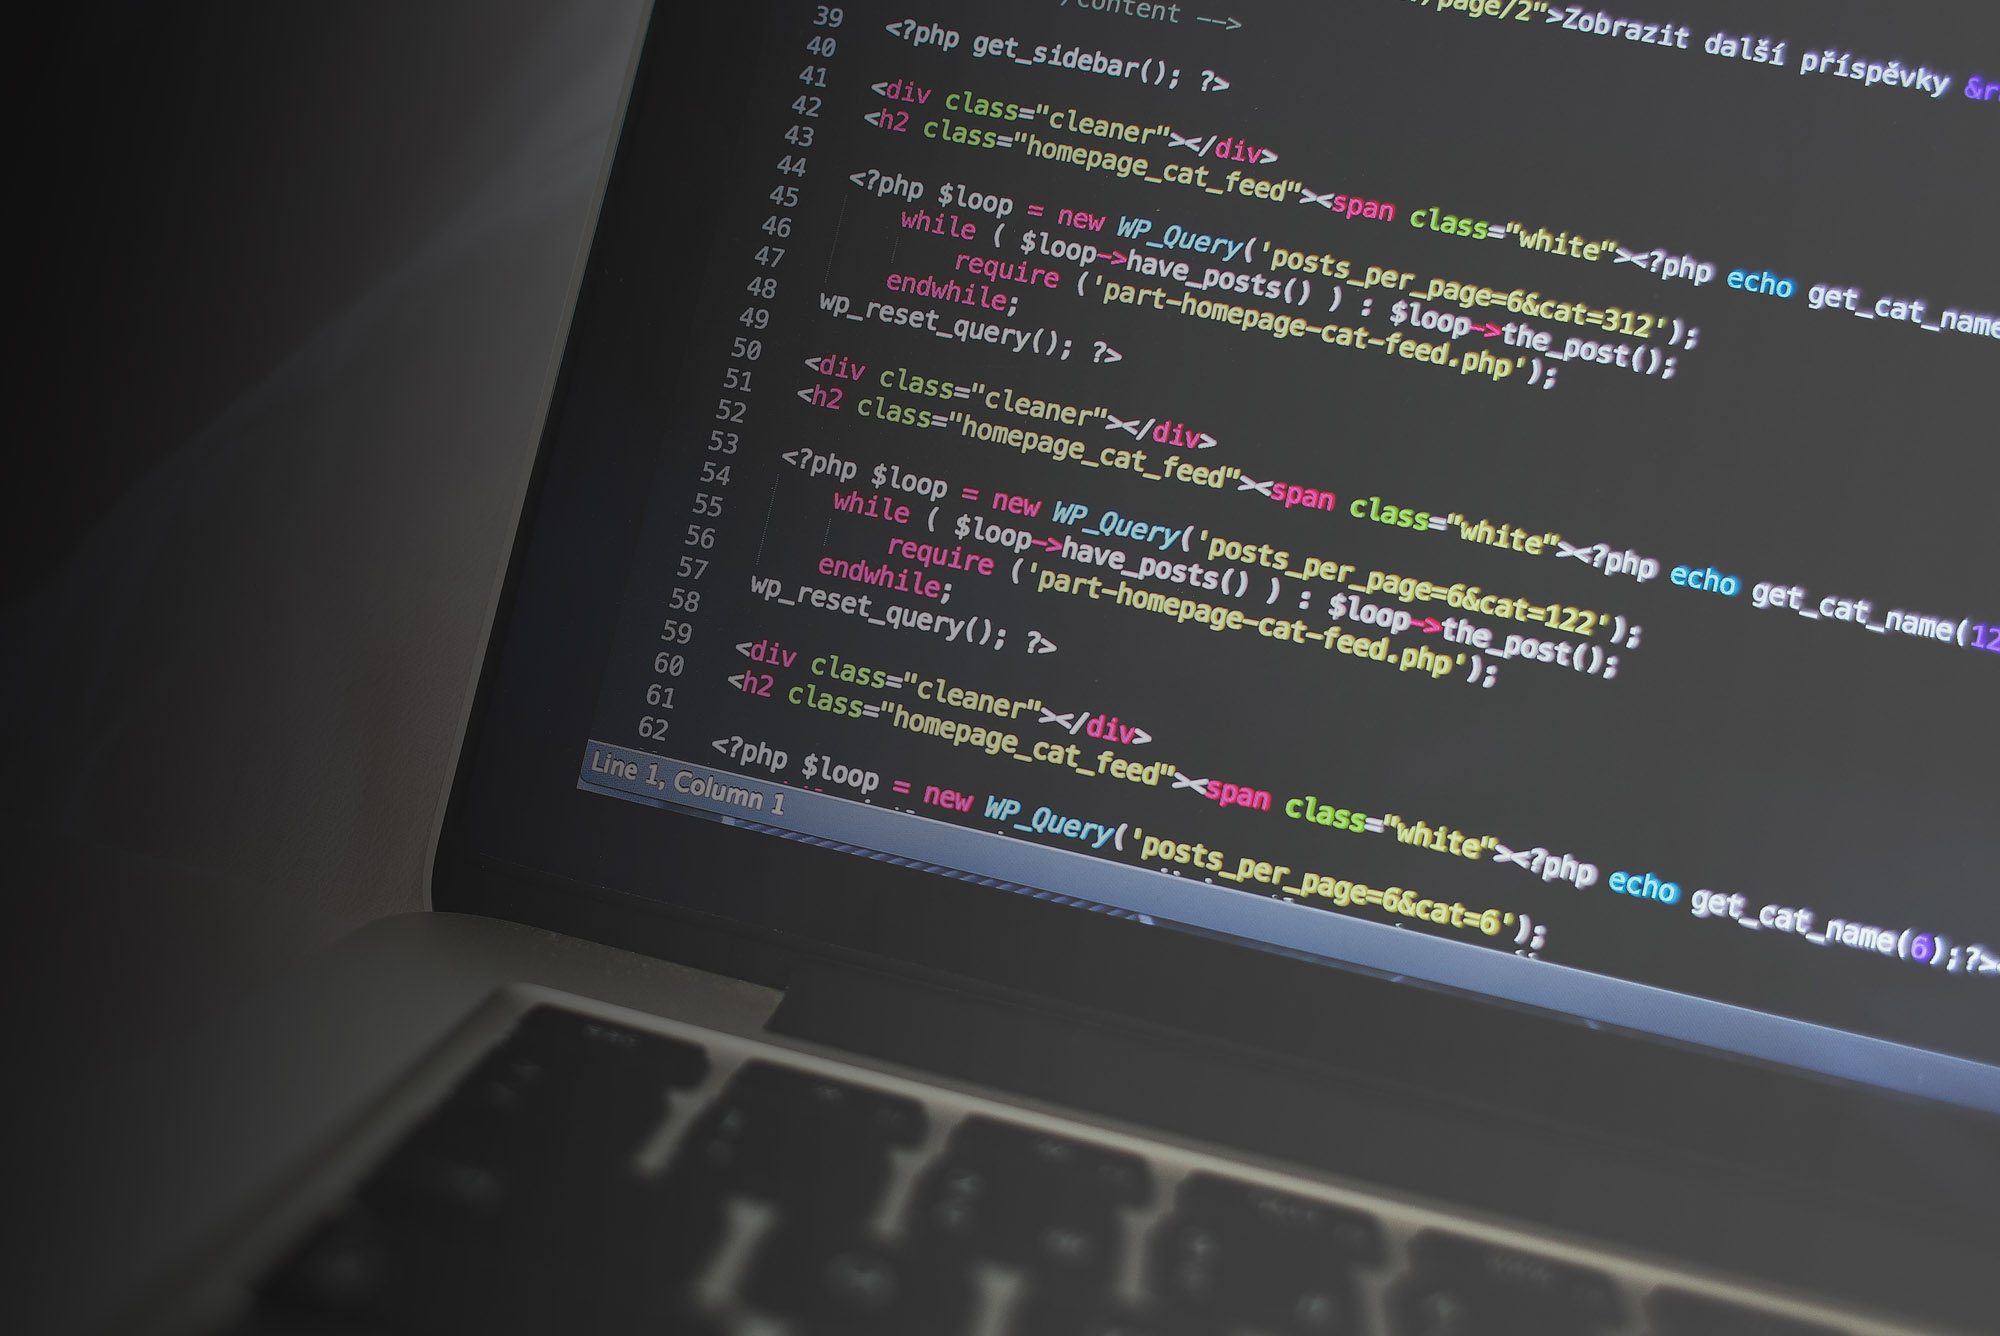 /page/2">Zobrazit další příspěvky &r
/content -->
39
40 <?php get_sidebar(); ?>
41
42 <div class="cleaner"></div>
43 <h2 class="homepage_cat_feed"><span class="white"><?php echo get_cat_name
44
45 <?php $loop = new WP_Query('posts_per_page=6&cat=312');
46 while ( $loop->have_posts() ) : $loop->the_post();
47 require ('part-homepage-cat-feed.php');
48 endwhile;
49 wp_reset_query(); ?>
50
51 <div class="cleaner"></div>
52 <h2 class="homepage_cat_feed"><span class="white"><?php echo get_cat_name(12
53
54 <?php $loop = new WP_Query('posts_per_page=6&cat=122');
55 while ( $loop->have_posts() ) : $loop->the_post();
56 require ('part-homepage-cat-feed.php');
57 endwhile;
58 wp_reset_query(); ?>
59
60 <div class="cleaner"></div>
61 <h2 class="homepage_cat_feed"><span class="white"><?php echo get_cat_name(6);?>
62
<?php $loop = new WP_Query('posts_per_page=6&cat=6');
Line 1, Column 1